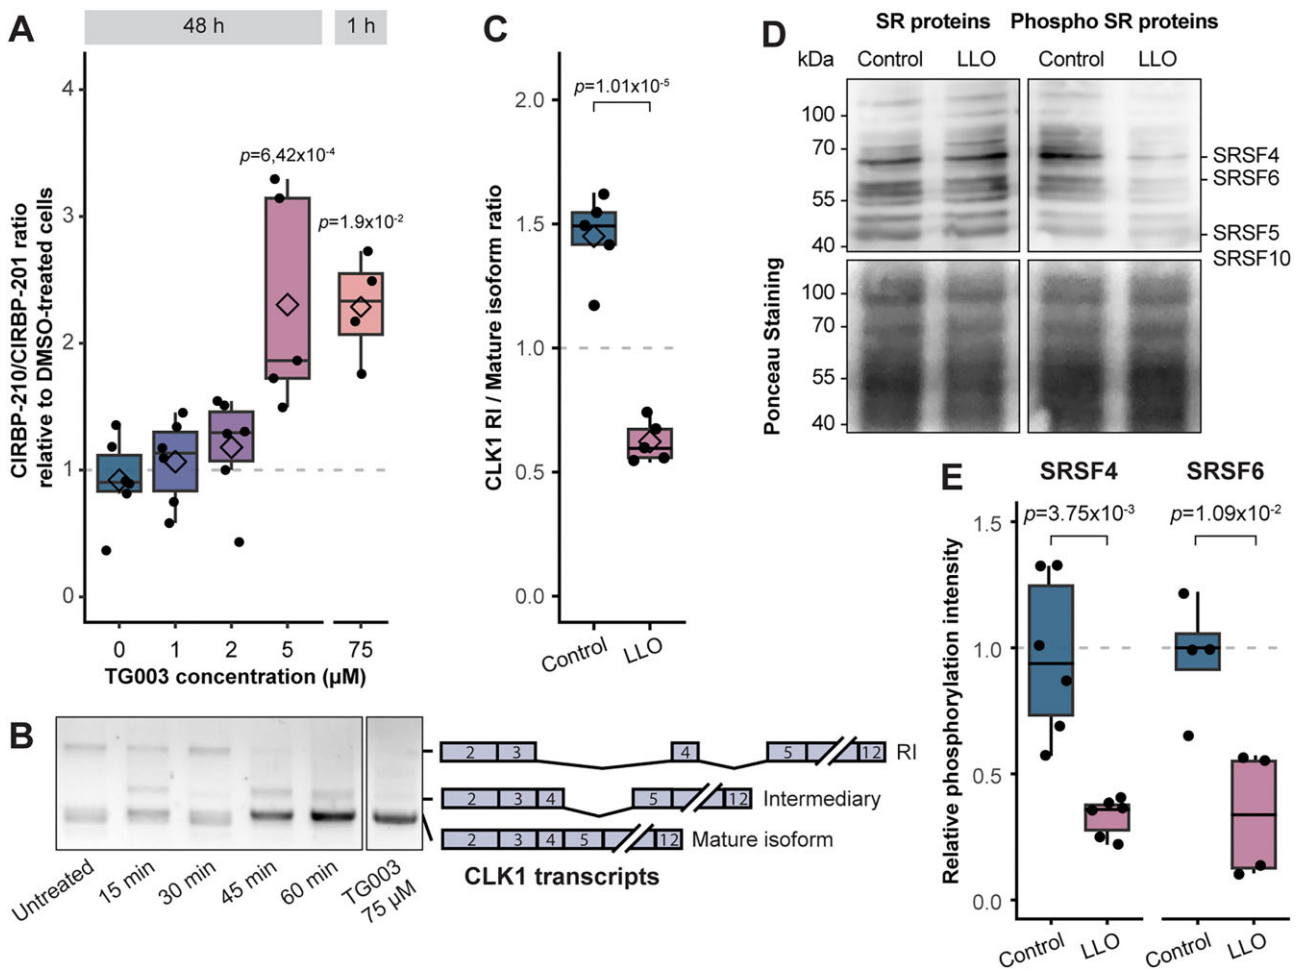 A
48 h
1 h
CIRBP-210/CIRBP-201 ratio
relative to DMSO-treated cells
4
3
2
1
0
p=6,42x10-4
p=1.9x10-2
0 1 2 5 75
TG003 concentration (µM)
C
CLK1 RI / Mature isoform ratio
2.0
1.5
1.0
0.5
0.0
p=1.01x10-5
Control LLO
D
SR proteins Phospho SR proteins
kDa Control LLO Control LLO
100
70
55
40
SRSF4
SRSF6
SRSF5
SRSF10
Ponceau Staining
100
70
55
40
B
Untreated 15 min 30 min 45 min 60 min TG003
75 µM
2 3 4 5 12 RI
2 3 4 5 12 Intermediary
2 3 4 5 12 Mature isoform
CLK1 transcripts
E
SRSF4 SRSF6
Relative phosphorylation intensity
1.5
1.0
0.5
0.0
p=3.75x10-3
p=1.09x10-2
Control LLO Control LLO